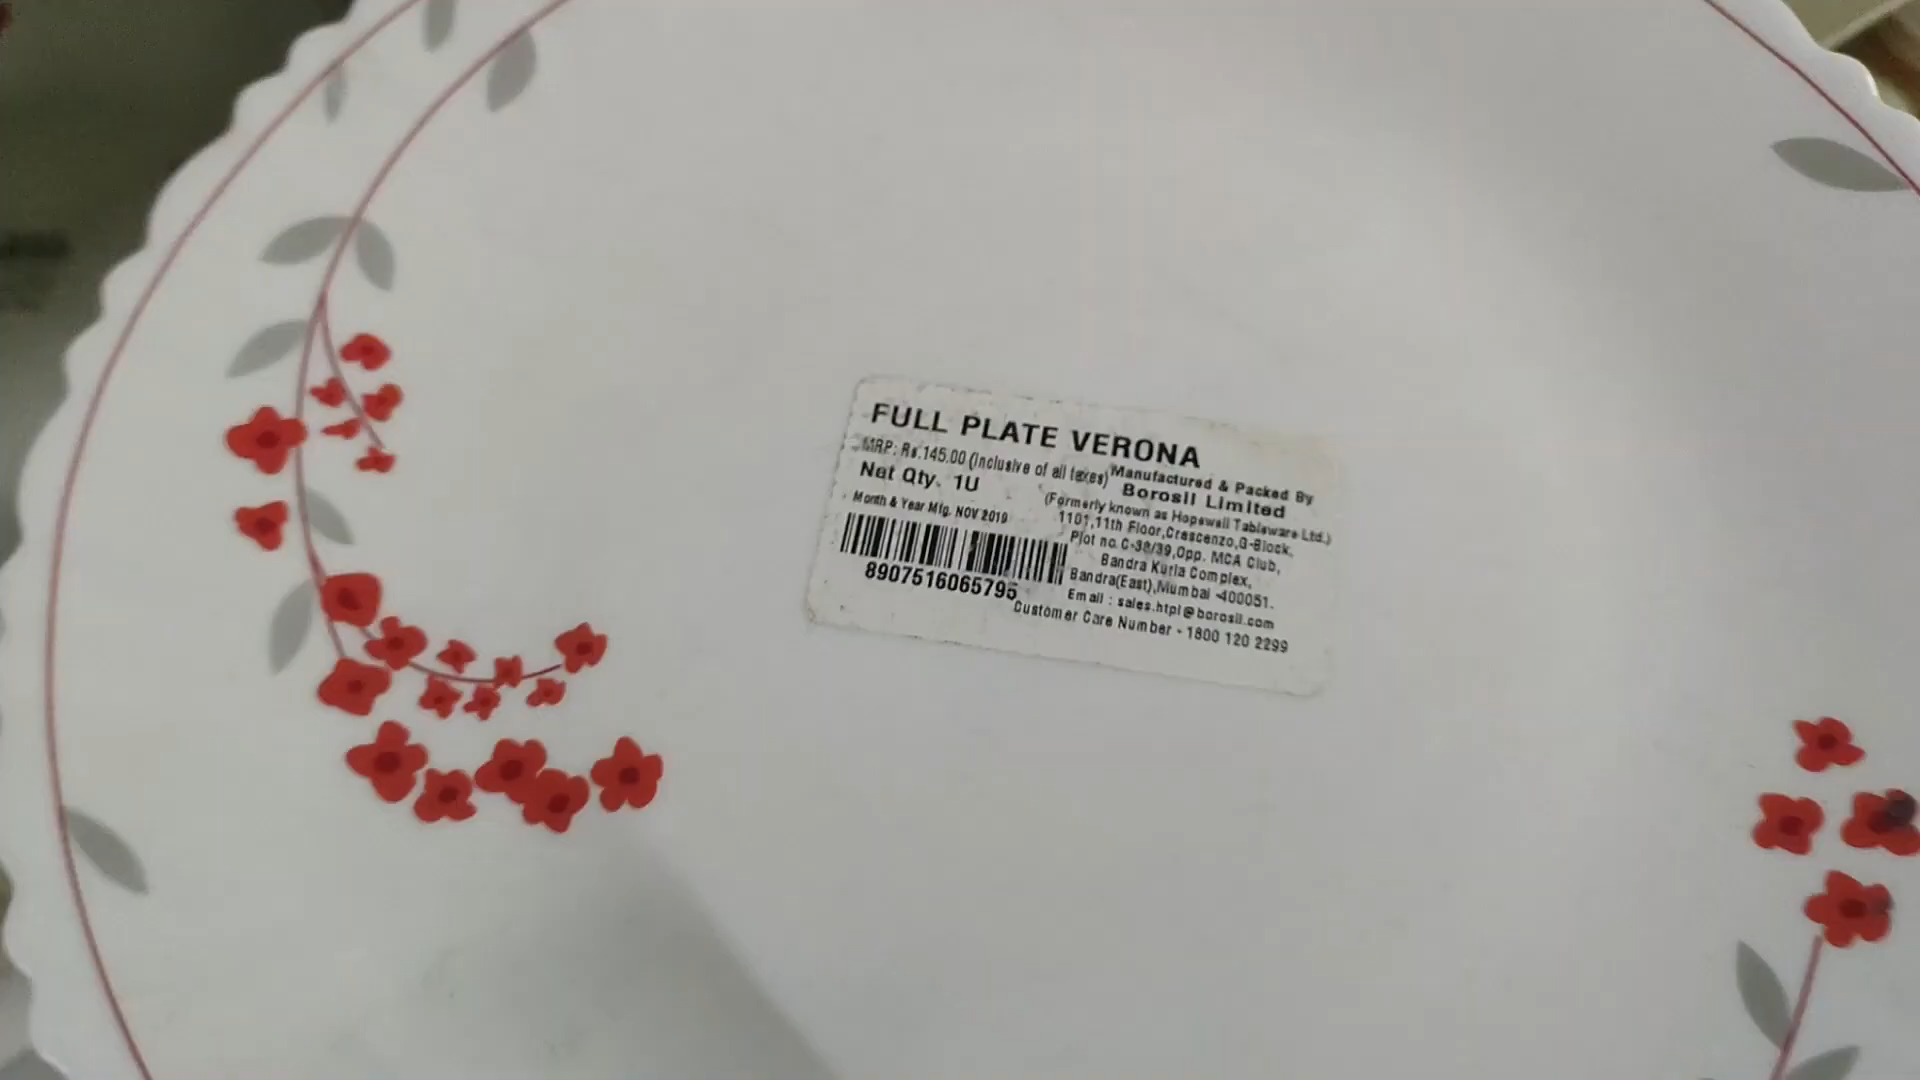 FULL PLATE VERONA
MRP: Rs.145.00 (Inclusive of all taxes)
Net Qty. 1U
Month & Year Mfg. NOV 2019
8907516065795
Manufactured & Packed By
Borosil Limited
(Formerly known as Hopewell Tableware Ltd.)
1101,11th Floor,Crescenzo,G-Block,
Plot no. C-38/39,Opp. MCA Club,
Bandra Kurla Complex,
Bandra(East),Mumbai -400051.
Email : sales.htpl@borosil.com
Customer Care Number - 1800 120 2299